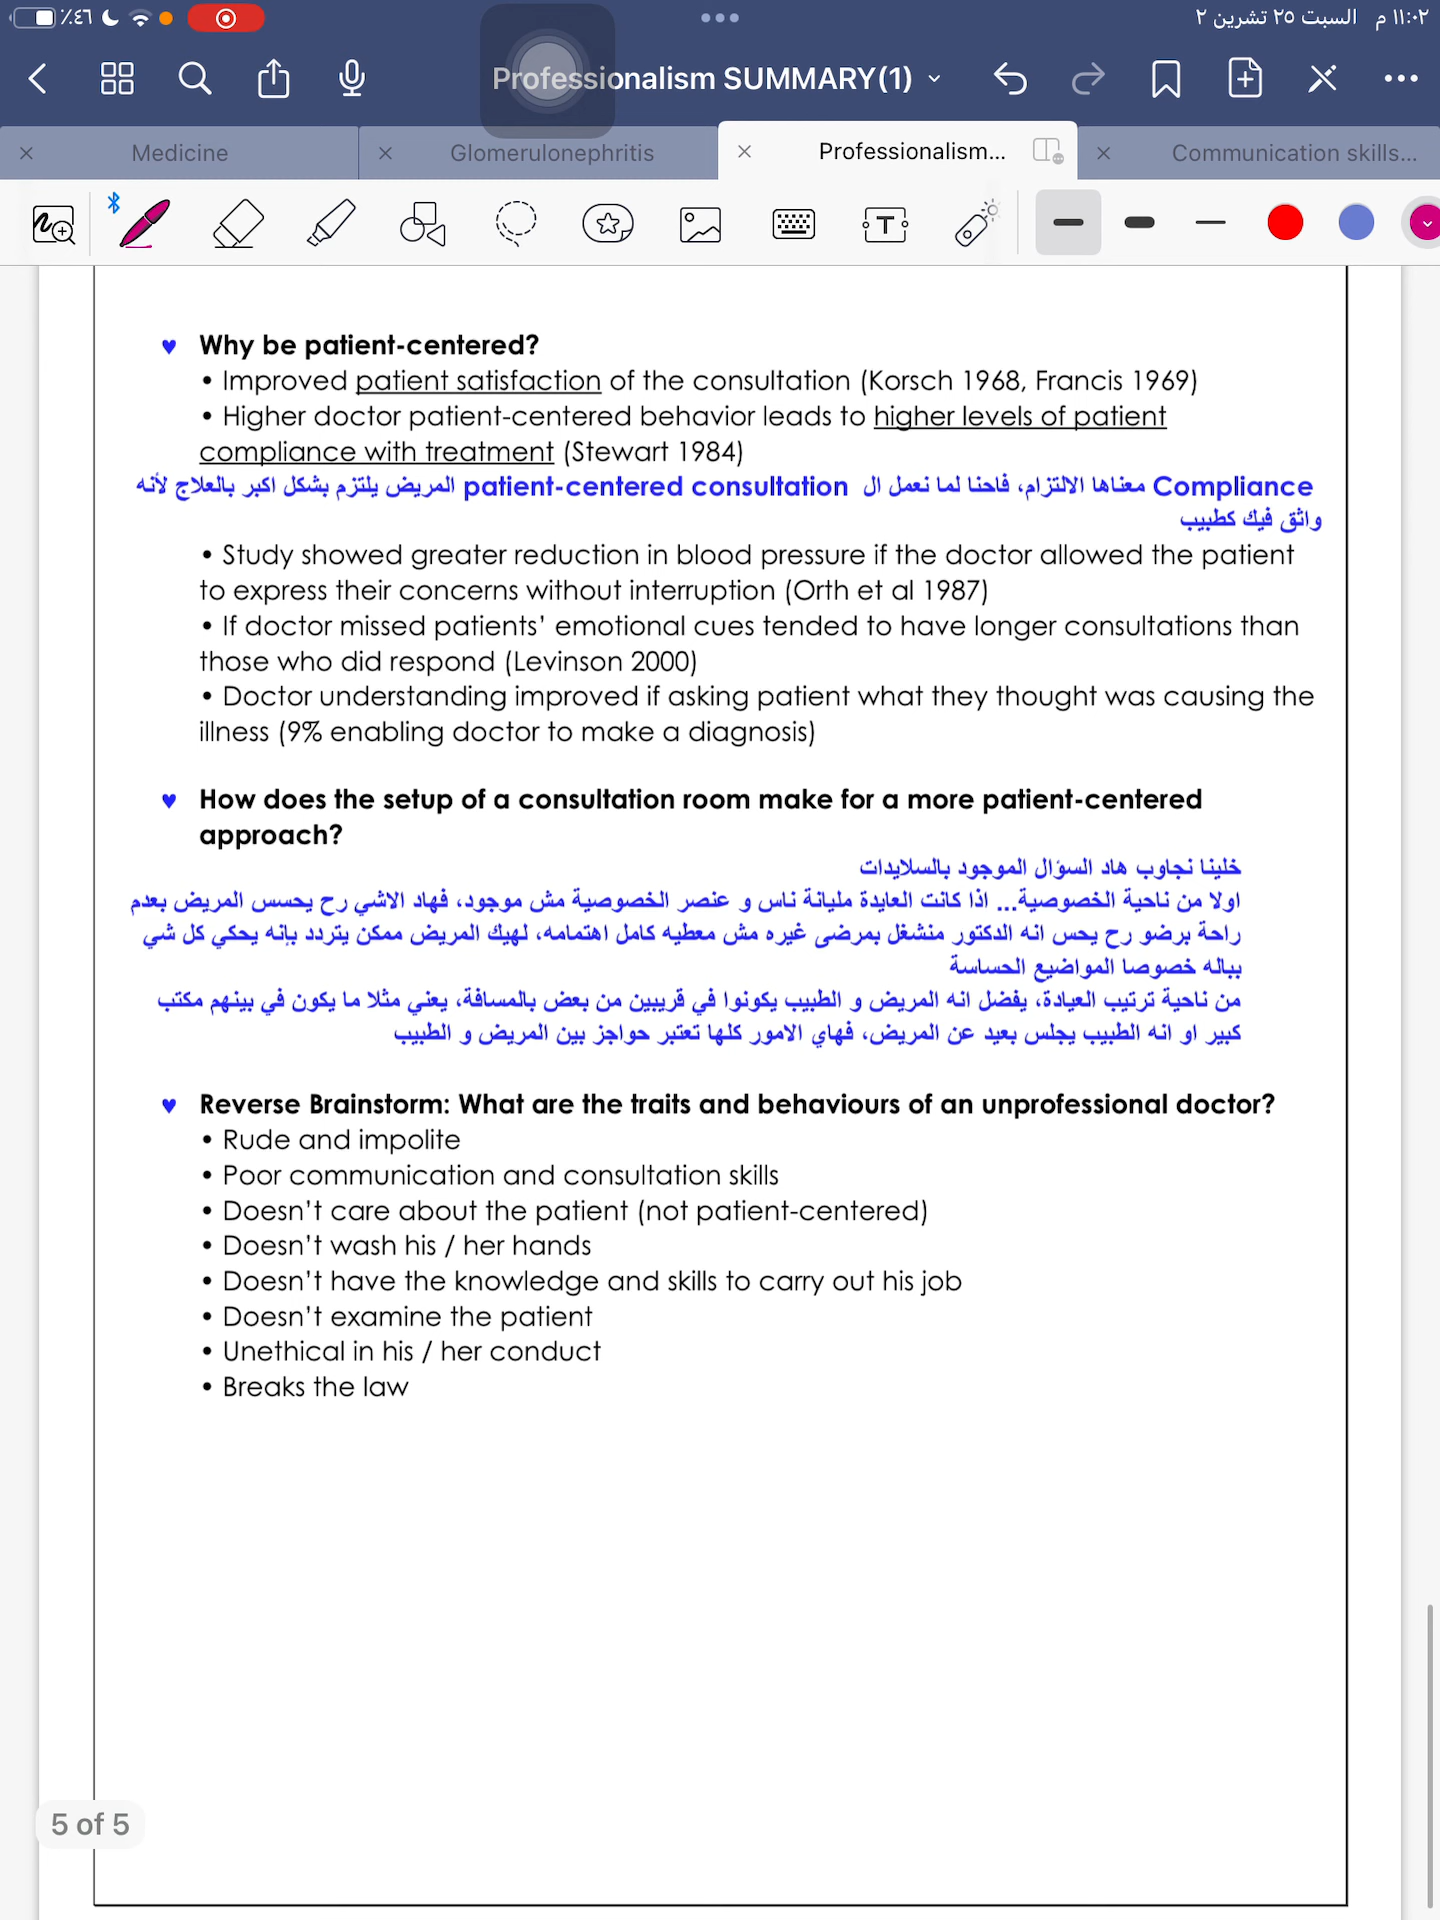 ٪٤٦
١١:٠٢ م السبت ٢٥ تشرين ٢
Professionalism SUMMARY(1)
Medicine
Glomerulonephritis
Professionalism...
Communication skills...
♥ Why be patient-centered?
• Improved patient satisfaction of the consultation (Korsch 1968, Francis 1969)
• Higher doctor patient-centered behavior leads to higher levels of patient
compliance with treatment (Stewart 1984)
Compliance معناها الالتزام، فاحنا لما نعمل ال patient-centered consultation المريض يلتزم بشكل اكبر بالعلاج لأنه
واثق فيك كطبيب
• Study showed greater reduction in blood pressure if the doctor allowed the patient
to express their concerns without interruption (Orth et al 1987)
• If doctor missed patients’ emotional cues tended to have longer consultations than
those who did respond (Levinson 2000)
• Doctor understanding improved if asking patient what they thought was causing the
illness (9% enabling doctor to make a diagnosis)
♥ How does the setup of a consultation room make for a more patient-centered
approach?
خلينا نجاوب هاد السؤال الموجود بالسلايدات
اولا من ناحية الخصوصية... اذا كانت العايدة مليانة ناس و عنصر الخصوصية مش موجود، فهاد الاشي رح يحسس المريض بعدم
راحة برضو رح يحس انه الدكتور منشغل بمرضى غيره مش معطيه كامل اهتمامه، لهيك المريض ممكن يتردد بإنه يحكي كل شي
بباله خصوصا المواضيع الحساسة
من ناحية ترتيب العيادة، يفضل انه المريض و الطبيب يكونوا في قريبين من بعض بالمسافة، يعني مثلا ما يكون في بينهم مكتب
كبير او انه الطبيب يجلس بعيد عن المريض، فهاي الامور كلها تعتبر حواجز بين المريض و الطبيب
♥ Reverse Brainstorm: What are the traits and behaviours of an unprofessional doctor?
• Rude and impolite
• Poor communication and consultation skills
• Doesn’t care about the patient (not patient-centered)
• Doesn’t wash his / her hands
• Doesn’t have the knowledge and skills to carry out his job
• Doesn’t examine the patient
• Unethical in his / her conduct
• Breaks the law
5 of 5